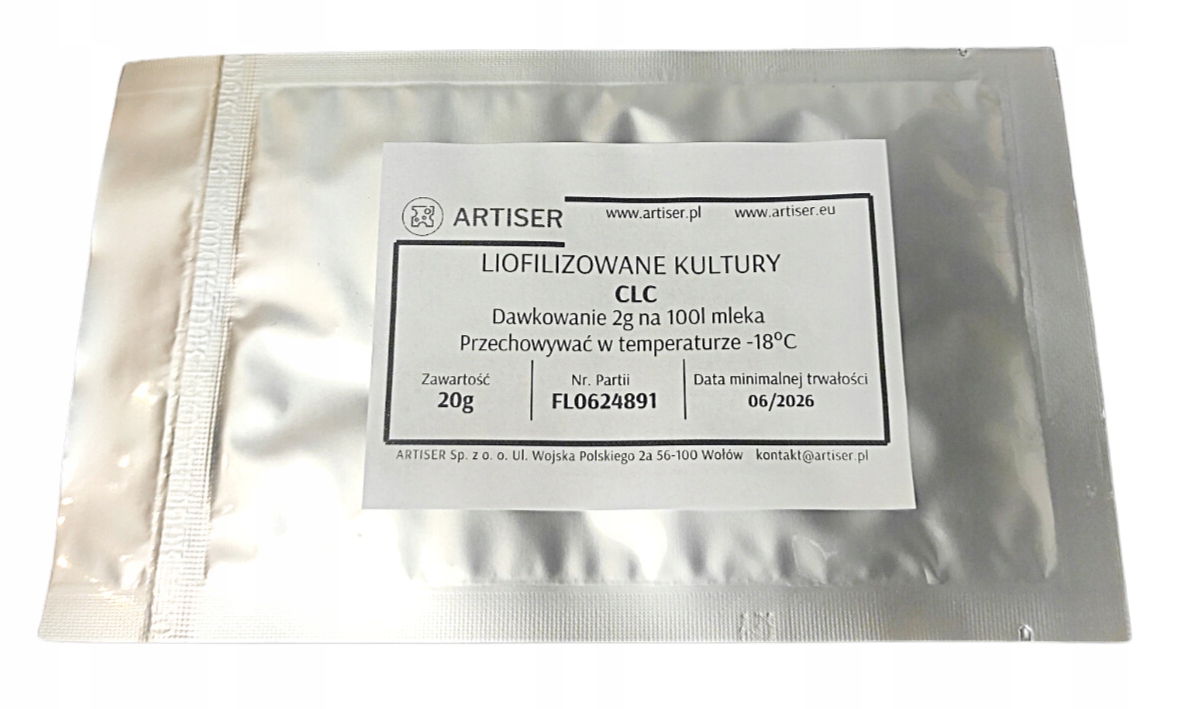 ARTISER www.artiser.pl www.artiser.eu
LIOFILIZOWANE KULTURY
CLC
Dawkowanie 2g na 100l mleka
Przechowywać w temperaturze -18°C
Zawartość Nr. Partii Data minimalnej trwałości
20g FL0624891 06/2026
ARTISER Sp. z o. o. Ul. Wojska Polskiego 2a 56-100 Wołów kontakt@artiser.pl